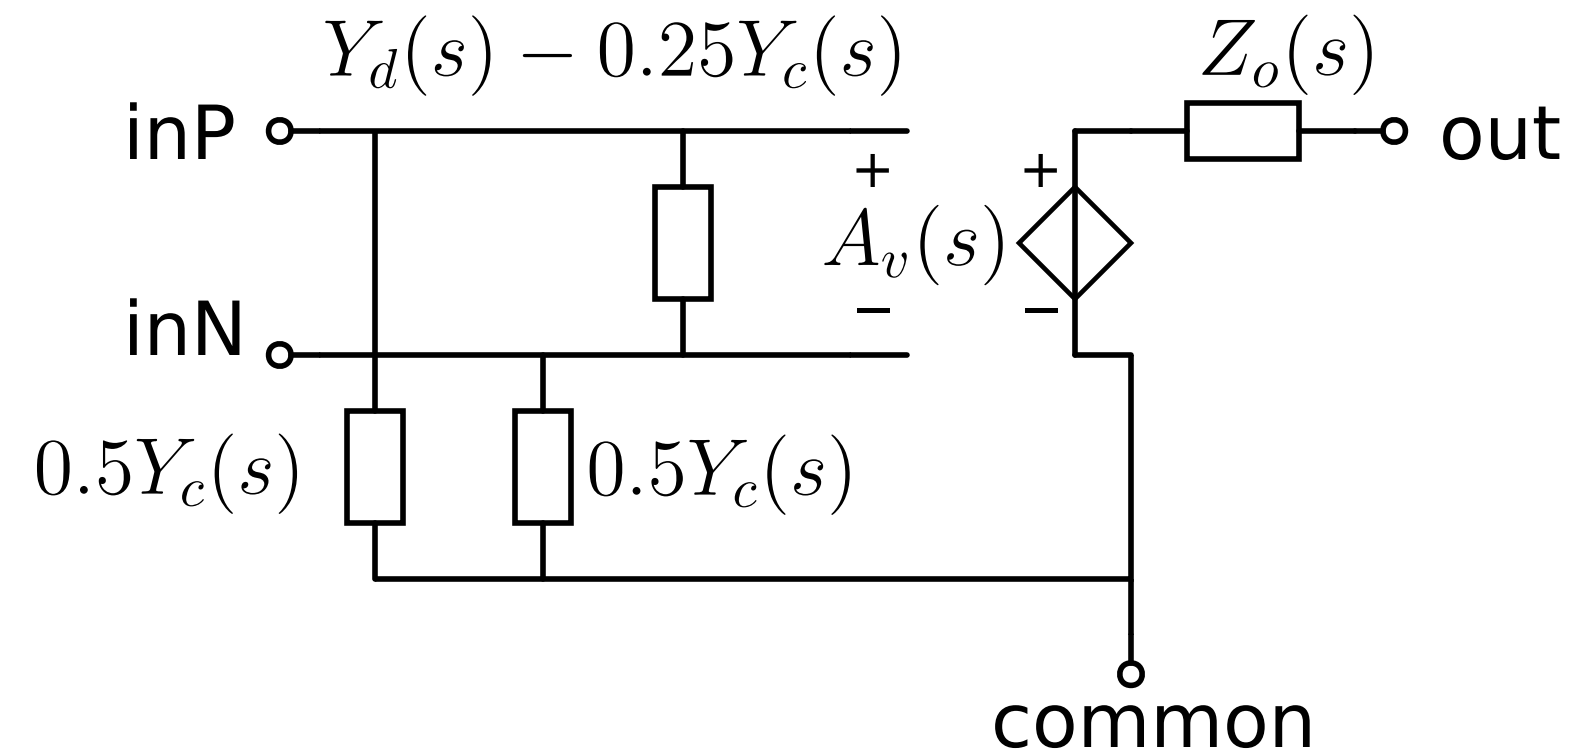 Y_d(s) − 0.25Y_c(s)
Z_o(s)
inP
out
+
+
A_v(s)
inN
−
−
0.5Y_c(s)
0.5Y_c(s)
common